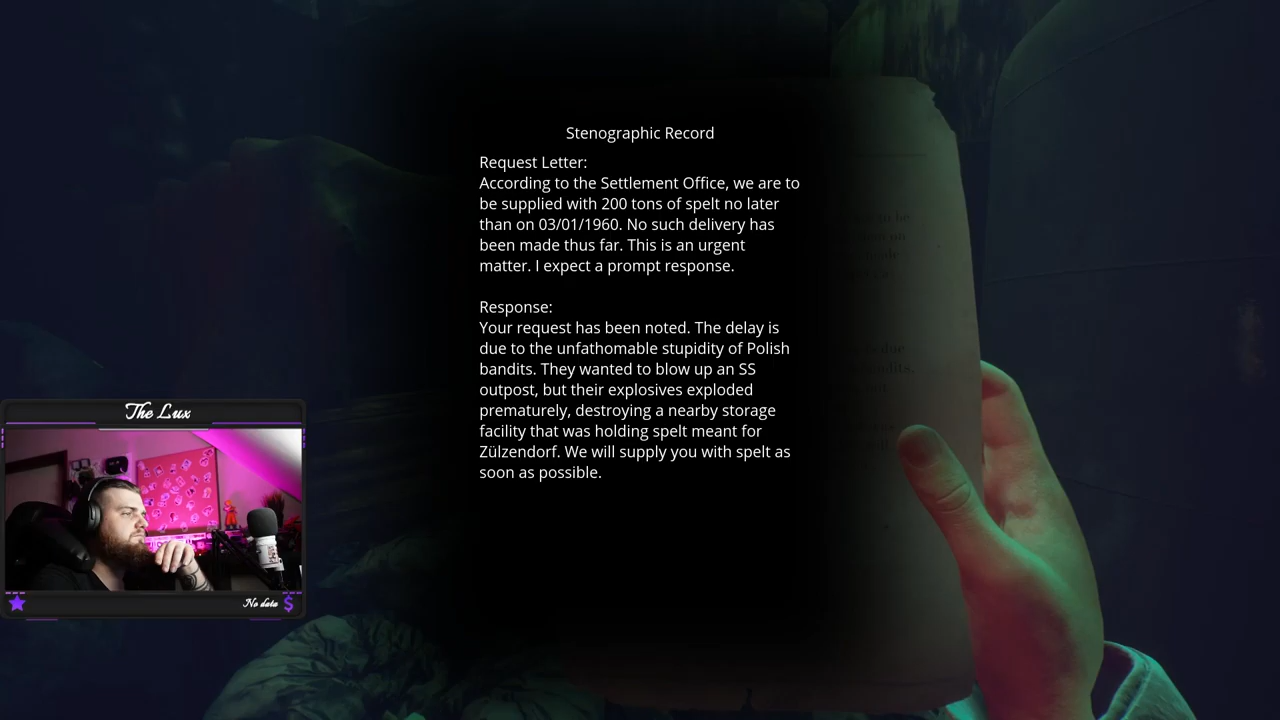 Stenographic Record
Request Letter:
According to the Settlement Office, we are to
be supplied with 200 tons of spelt no later
than on 03/01/1960. No such delivery has
been made thus far. This is an urgent
matter. I expect a prompt response.
Response:
Your request has been noted. The delay is
due to the unfathomable stupidity of Polish
bandits. They wanted to blow up an SS
outpost, but their explosives exploded
prematurely, destroying a nearby storage
facility that was holding spelt meant for
Zülzendorf. We will supply you with spelt as
soon as possible.
The Lux
No data $